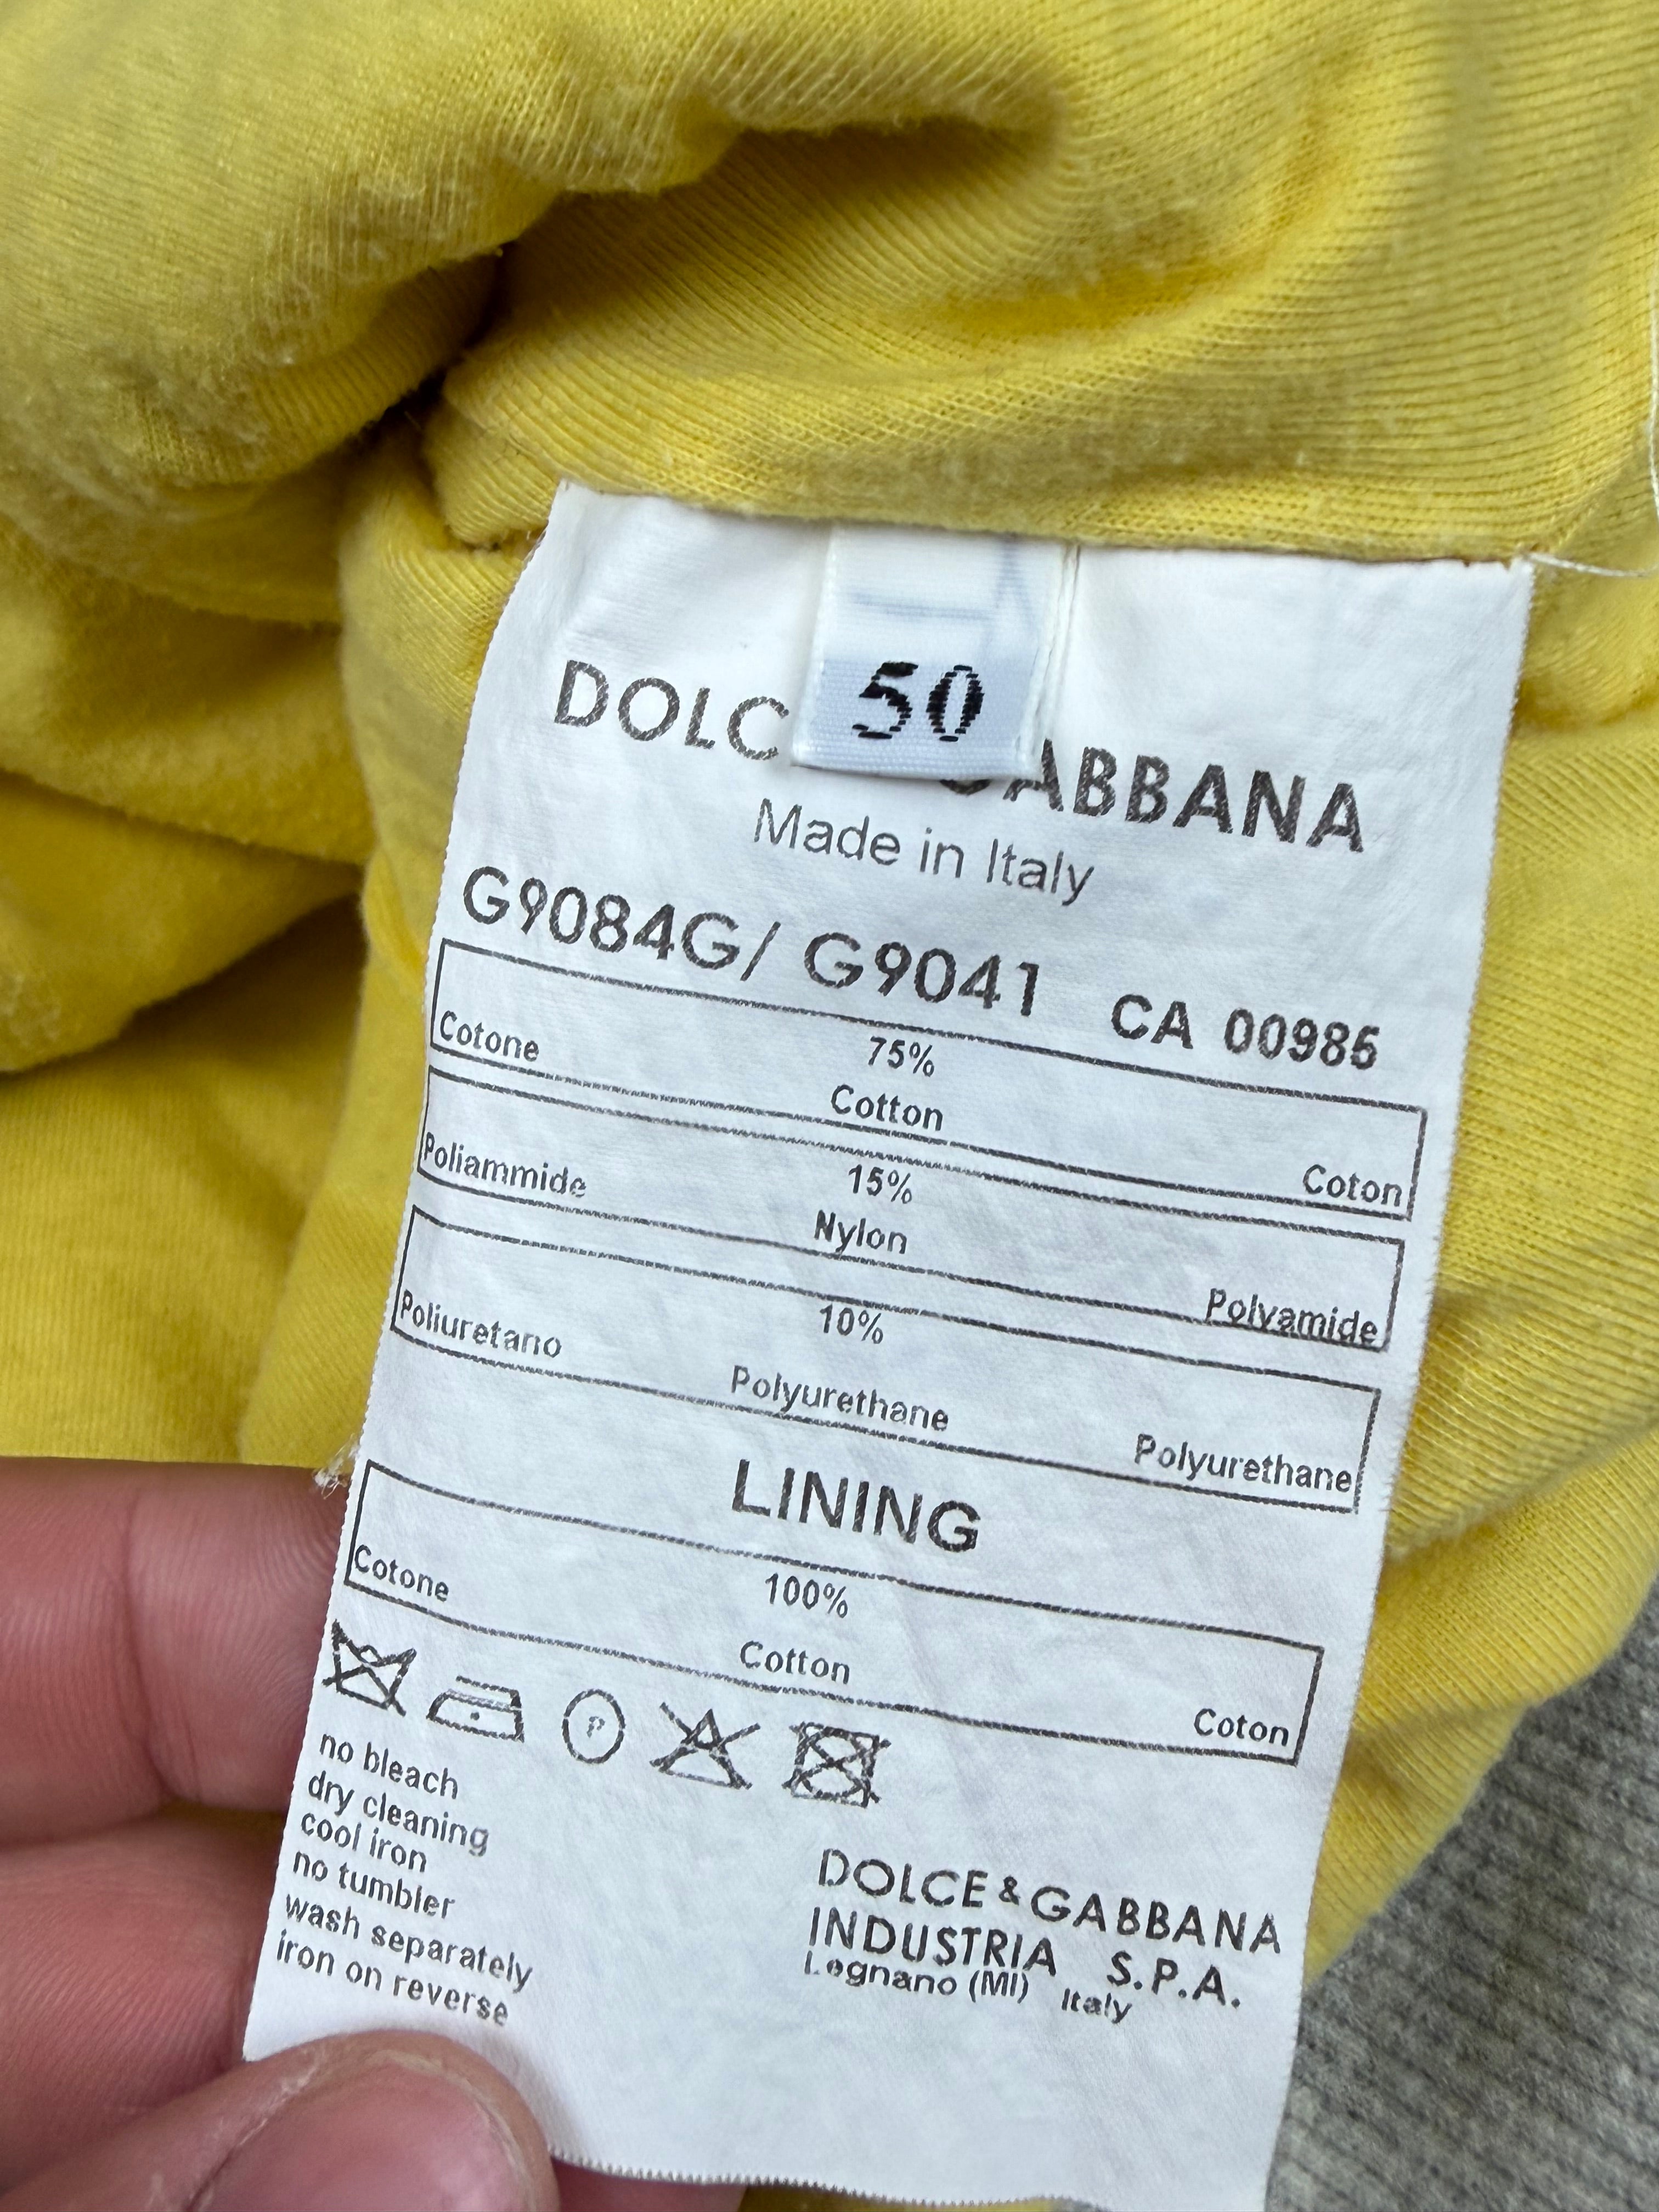 50
DOLC
ABBANA
Made in Italy
G9084G/ G9041 CA 00986
Cotone 75%
Cotton
Coton
Poliammide 15%
Nylon
Polyamide
Poliuretano 10%
Polyurethane
Polyurethane
LINING
Cotone 100%
Cotton
Coton
P
no bleach
dry cleaning
cool iron
no tumbler
wash separately
iron on reverse
DOLCE & GABBANA
INDUSTRIA S.P.A.
Legnano (MI) Italy